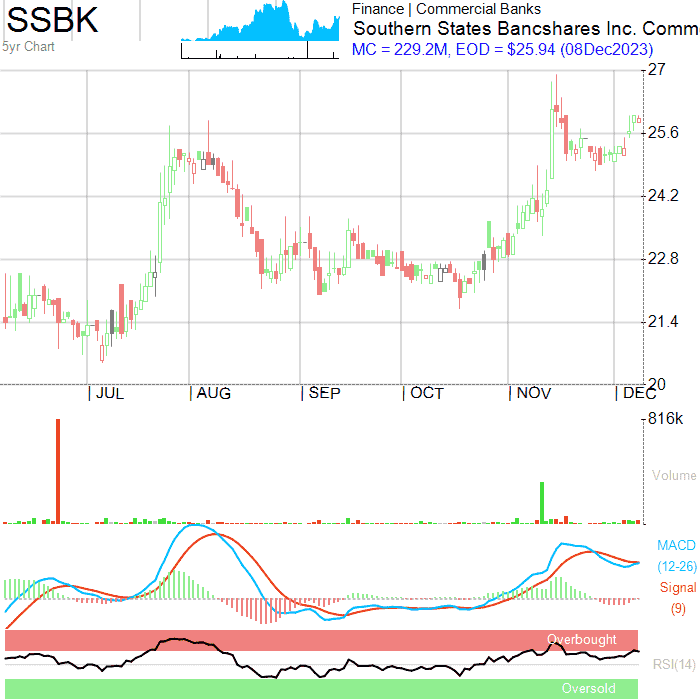 SSBK
5yr Chart
Finance | Commercial Banks
Southern States Bancshares Inc. Comm
MC = 229.2M, EOD = $25.94 (08Dec2023)
27
25.6
24.2
22.8
21.4
20
JUL AUG SEP OCT NOV DEC
816k
Volume
MACD
(12-26)
Signal
(9)
Overbought
RSI(14)
Oversold